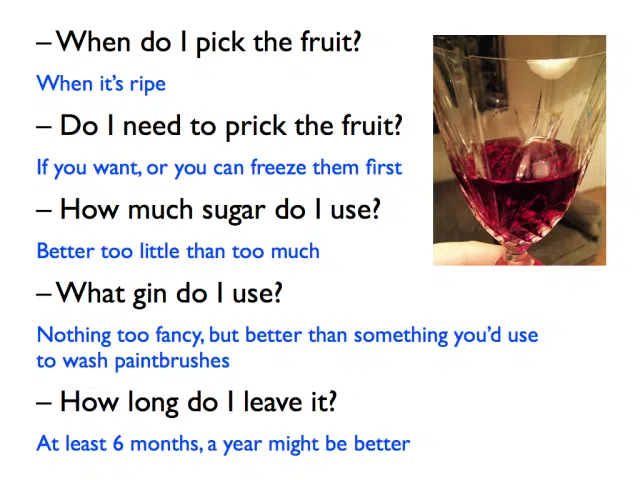 – When do I pick the fruit?
When it’s ripe
– Do I need to prick the fruit?
If you want, or you can freeze them first
– How much sugar do I use?
Better too little than too much
– What gin do I use?
Nothing too fancy, but better than something you’d use
to wash paintbrushes
– How long do I leave it?
At least 6 months, a year might be better